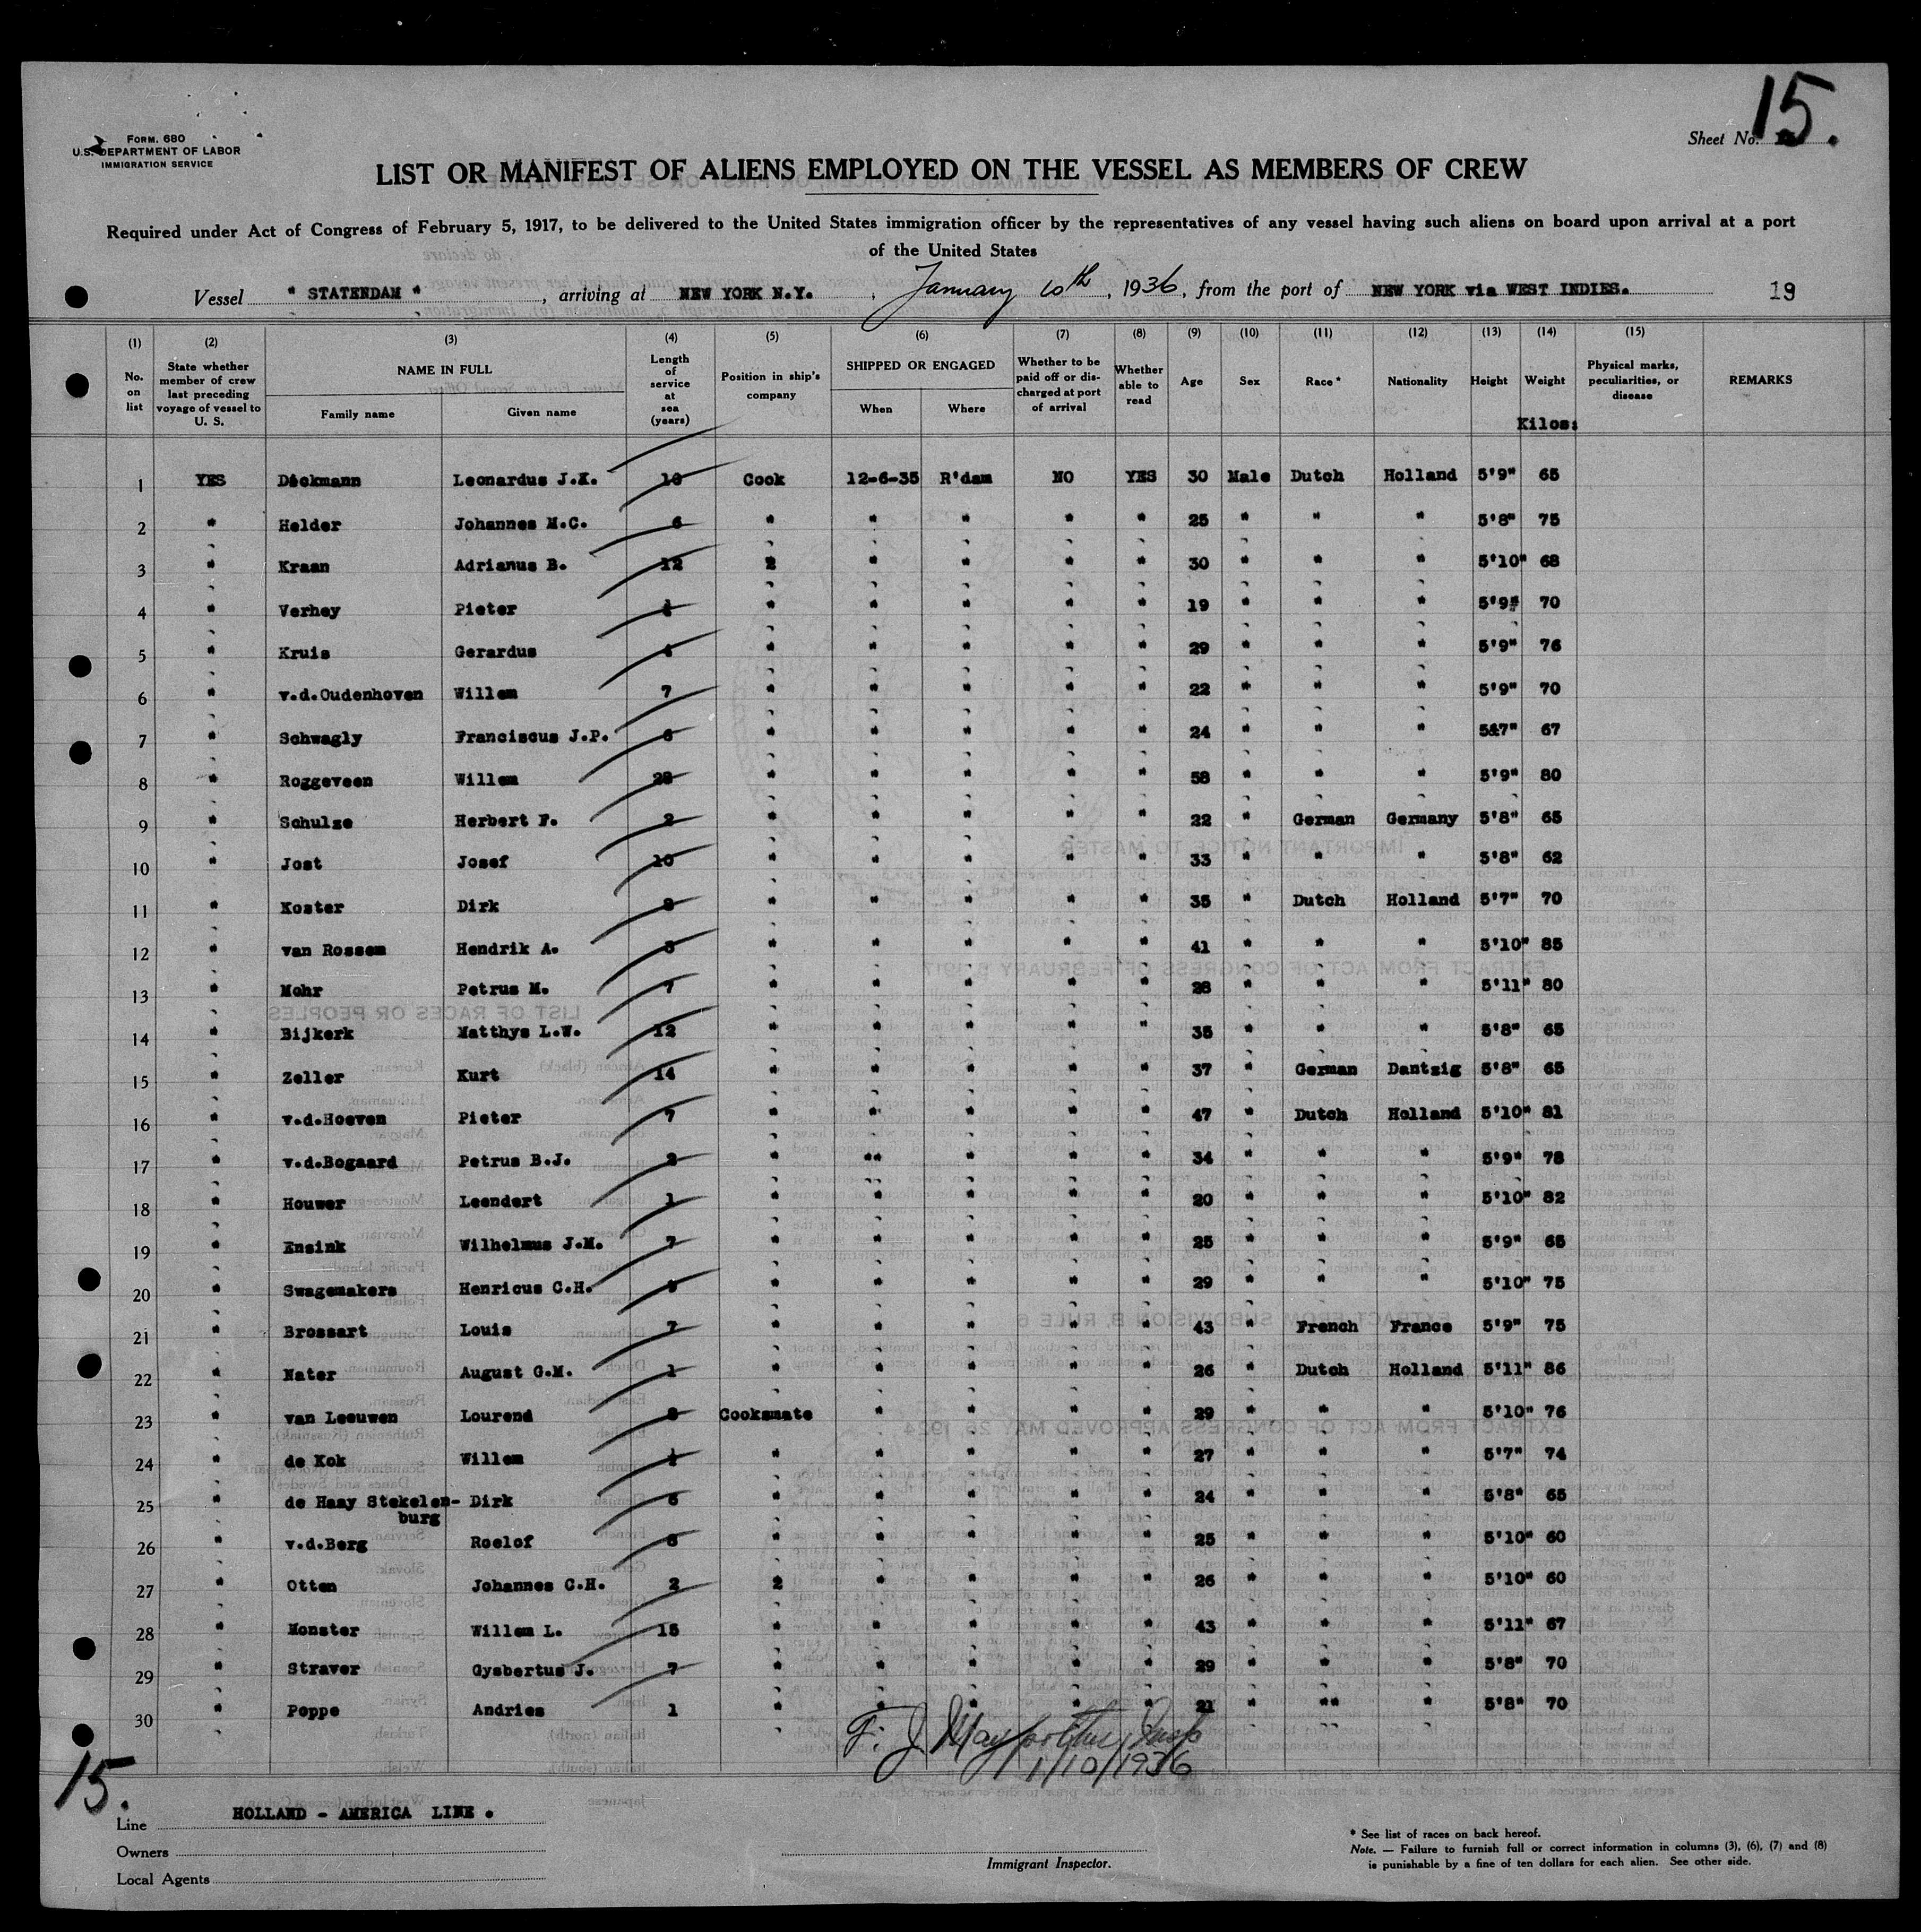 15.
Form. 680
U.S. DEPARTMENT OF LABOR
IMMIGRATION SERVICE
Sheet No.
LIST OR MANIFEST OF ALIENS EMPLOYED ON THE VESSEL AS MEMBERS OF CREW
Required under Act of Congress of February 5, 1917, to be delivered to the United States immigration officer by the representatives of any vessel having such aliens on board upon arrival at a port
of the United States
Vessel " STATENDAM " , arriving at NEW YORK N.Y. , January 10th , 1936, from the port of NEW YORK via WEST INDIES. 19
(1) No. on list (2) State whether member of crew last preceding voyage of vessel to U. S. (3) NAME IN FULL Family name Given name (4) Length of service at sea (years) (5) Position in ship's company (6) SHIPPED OR ENGAGED When Where (7) Whether to be paid off or discharged at port of arrival (8) Whether able to read (9) Age (10) Sex (11) Race * (12) Nationality (13) Height (14) Weight (15) Physical marks, peculiarities, or disease REMARKS
Kilos:
1 YES Dickmann Leonardus J.K. 10 Cook 12-6-35 R'dam NO YES 30 Male Dutch Holland 5'9" 65
2 " Helder Johannes M.C. 6 " " " " " 25 " " " 5'8" 75
3 " Kraan Adrianus B. 12 2 " " " " 30 " " " 5'10" 68
4 " Verhey Pieter " " " " " 19 " " " 5'9" 70
5 " Kruis Gerardus " " " " " 29 " " " 5'9" 76
6 " v.d.Oudenhoven Willem 7 " " " " " 22 " " " 5'9" 70
7 " Schwagly Franciscus J.P. 6 " " " " " 24 " " " 5&7" 67
8 " Roggeveen Willem 28 " " " " " 58 " " " 5'9" 80
9 " Schulze Herbert F. 2 " " " " " 22 " German Germany 5'8" 65
10 " Jost Josef 10 " " " " " 33 " " " 5'8" 62
11 " Koster Dirk " " " " " 35 " Dutch Holland 5'7" 70
12 " van Rossem Hendrik A. " " " " " 41 " " " 5'10" 85
13 " Mohr Petrus M. 7 " " " " " 28 " " " 5'11" 80
14 " Bijkerk Matthys L.W. 12 " " " " " 35 " " " 5'8" 65
15 " Zeller Kurt 14 " " " " " 37 " German Dantzig 5'8" 65
16 " v.d.Hoeven Pieter 7 " " " " " 47 " Dutch Holland 5'10" 81
17 " v.d.Bogaard Petrus B.J. " "" " " " 34 " " " 5'9" 78
18 " Houwer Leendert 1 " " " " " 20 " " " 5'10" 82
19 " Ensink Wilhelmus J.M. 7 " " " " " 25 " " " 5'9" 65
20 " Swagemakers Henricus C.H. " " " " " 29 " " " 5'10" 75
21 " Brossart Louis 7 " " " " " 43 " French France 5'9" 75
22 " Nater August G.M. 1 " " " " " 26 " Dutch Holland 5'11" 86
23 " van Leeuwen Lourend Cooksmate " " " " 29 " " " 5'10" 76
24 " de Kok Willem 1 " " " " " 27 " " " 5'7" 74
25 " de Haay Stekelen- Dirk 6 " " " " " 24 " " " 5'8" 65
burg
26 " v.d.Berg Roelof " " " " " 25 " " " 5'10" 60
27 " Otten Johannes C.H. 2 2 " " " " 26 " " " 5'10" 60
28 " Monster Willem L. 15 " " " " " 43 " " " 5'11" 67
29 " Straver Gysbertus J. 7 " " " " " 29 " " " 5'8" 70
30 " Poppe Andries 1 " " " " " 21 " "" " 5'8" 70
F. J.
1/10/1936
15.
Line HOLLAND - AMERICA LINE .
Owners
Local Agents
Immigrant Inspector.
* See list of races on back hereof.
Note. — Failure to furnish full or correct information in columns (3), (6), (7) and (8)
is punishable by a fine of ten dollars for each alien. See other side.